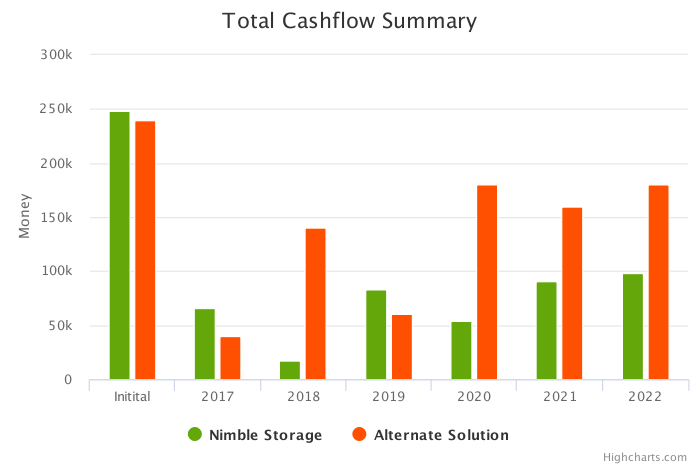 Total Cashflow Summary
300k
250k
200k
150k
100k
50k
0
Money
Initital 2017 2018 2019 2020 2021 2022
Nimble Storage Alternate Solution
Highcharts.com